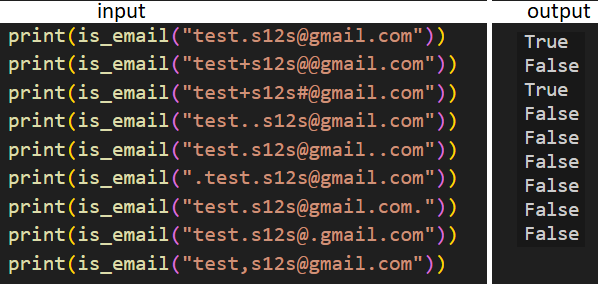 input
print(is_email("test.s12s@gmail.com"))
print(is_email("test+s12s@@gmail.com"))
print(is_email("test+s12s#@gmail.com"))
print(is_email("test..s12s@gmail.com"))
print(is_email("test.s12s@gmail..com"))
print(is_email(".test.s12s@gmail.com"))
print(is_email("test.s12s@gmail.com."))
print(is_email("test.s12s@.gmail.com"))
print(is_email("test,s12s@gmail.com"))
output
True
False
True
False
False
False
False
False
False